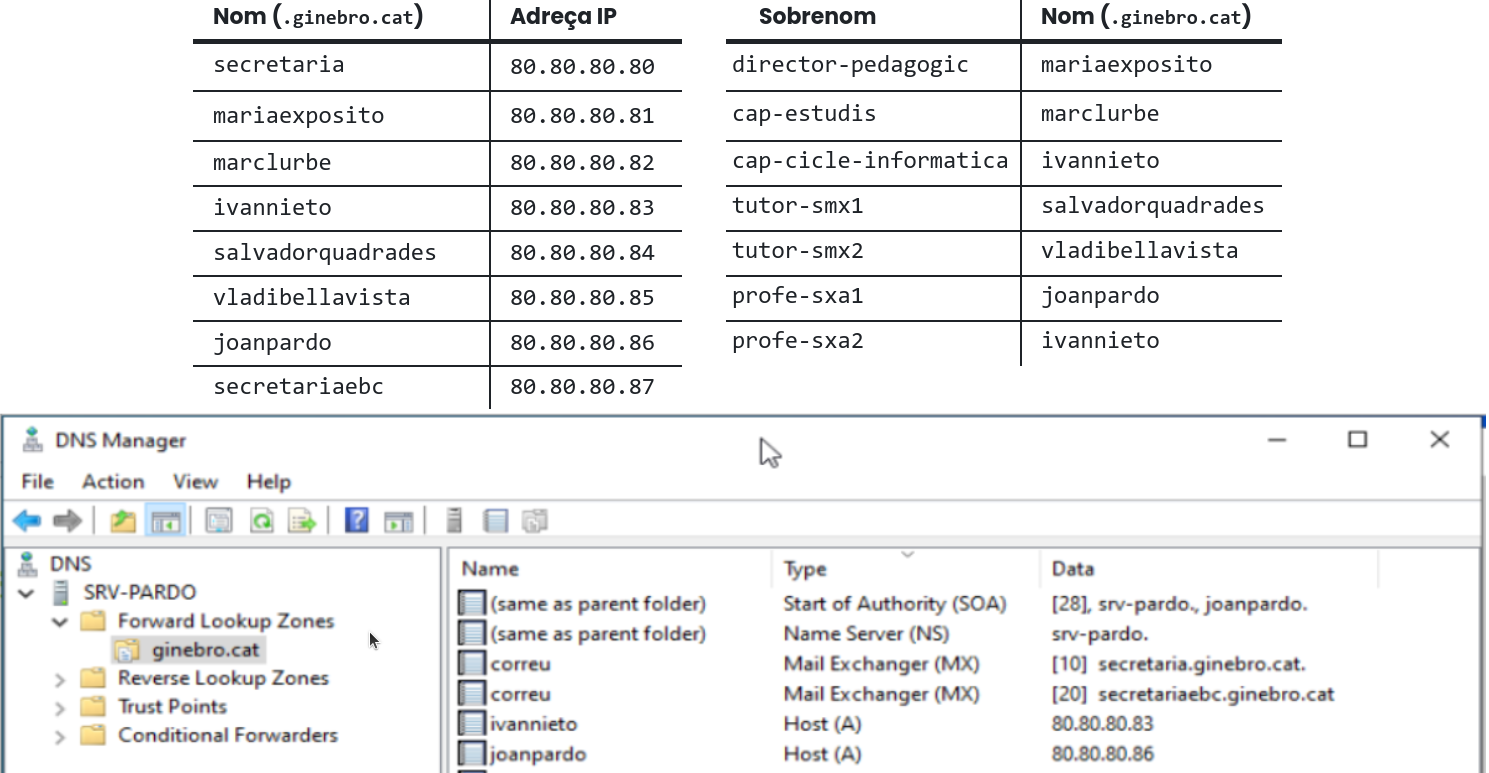 Nom (.ginebro.cat) Adreça IP
secretaria 80.80.80.80
mariaexposito 80.80.80.81
marclurbe 80.80.80.82
ivannieto 80.80.80.83
salvadorquadrades 80.80.80.84
vladibellavista 80.80.80.85
joanpardo 80.80.80.86
secretariaebc 80.80.80.87
Sobrenom Nom (.ginebro.cat)
director-pedagogic mariaexposito
cap-estudis marclurbe
cap-cicle-informatica ivannieto
tutor-smx1 salvadorquadrades
tutor-smx2 vladibellavista
profe-sxa1 joanpardo
profe-sxa2 ivannieto
DNS Manager
File Action View Help
DNS
SRV-PARDO
Forward Lookup Zones
ginebro.cat
Reverse Lookup Zones
Trust Points
Conditional Forwarders
Name Type Data
(same as parent folder) Start of Authority (SOA) [28], srv-pardo., joanpardo.
(same as parent folder) Name Server (NS) srv-pardo.
correu Mail Exchanger (MX) [10] secretaria.ginebro.cat.
correu Mail Exchanger (MX) [20] secretariaebc.ginebro.cat
ivannieto Host (A) 80.80.80.83
joanpardo Host (A) 80.80.80.86